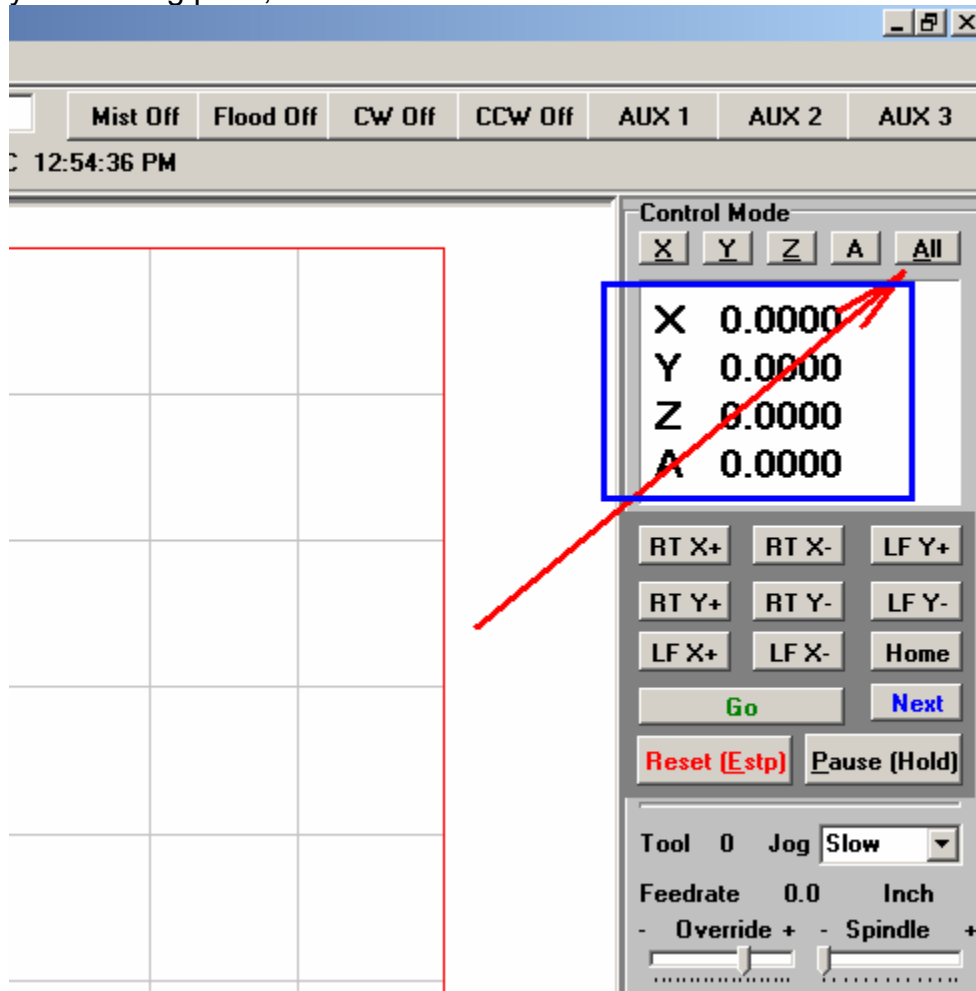 Mist Off Flood Off CW Off CCW Off AUX 1 AUX 2 AUX 3
12:54:36 PM
Control Mode
X Y Z A All
X 0.0000
Y 0.0000
Z 0.0000
A 0.0000
RT X+ RT X- LF Y+
RT Y+ RT Y- LF Y-
LF X+ LF X- Home
Go Next
Reset (Estp) Pause (Hold)
Tool 0 Jog Slow
Feedrate 0.0 Inch
- Override + - Spindle +